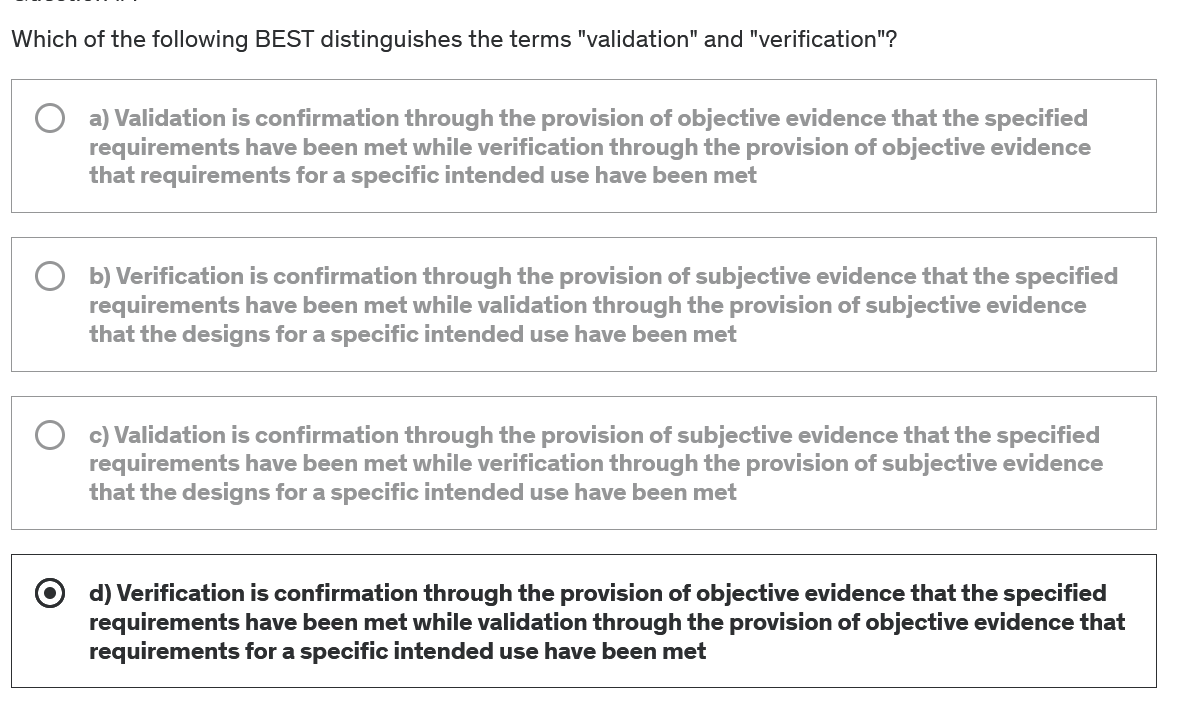 Which of the following BEST distinguishes the terms "validation" and "verification"?
a) Validation is confirmation through the provision of objective evidence that the specified
requirements have been met while verification through the provision of objective evidence
that requirements for a specific intended use have been met
b) Verification is confirmation through the provision of subjective evidence that the specified
requirements have been met while validation through the provision of subjective evidence
that the designs for a specific intended use have been met
c) Validation is confirmation through the provision of subjective evidence that the specified
requirements have been met while verification through the provision of subjective evidence
that the designs for a specific intended use have been met
d) Verification is confirmation through the provision of objective evidence that the specified
requirements have been met while validation through the provision of objective evidence that
requirements for a specific intended use have been met